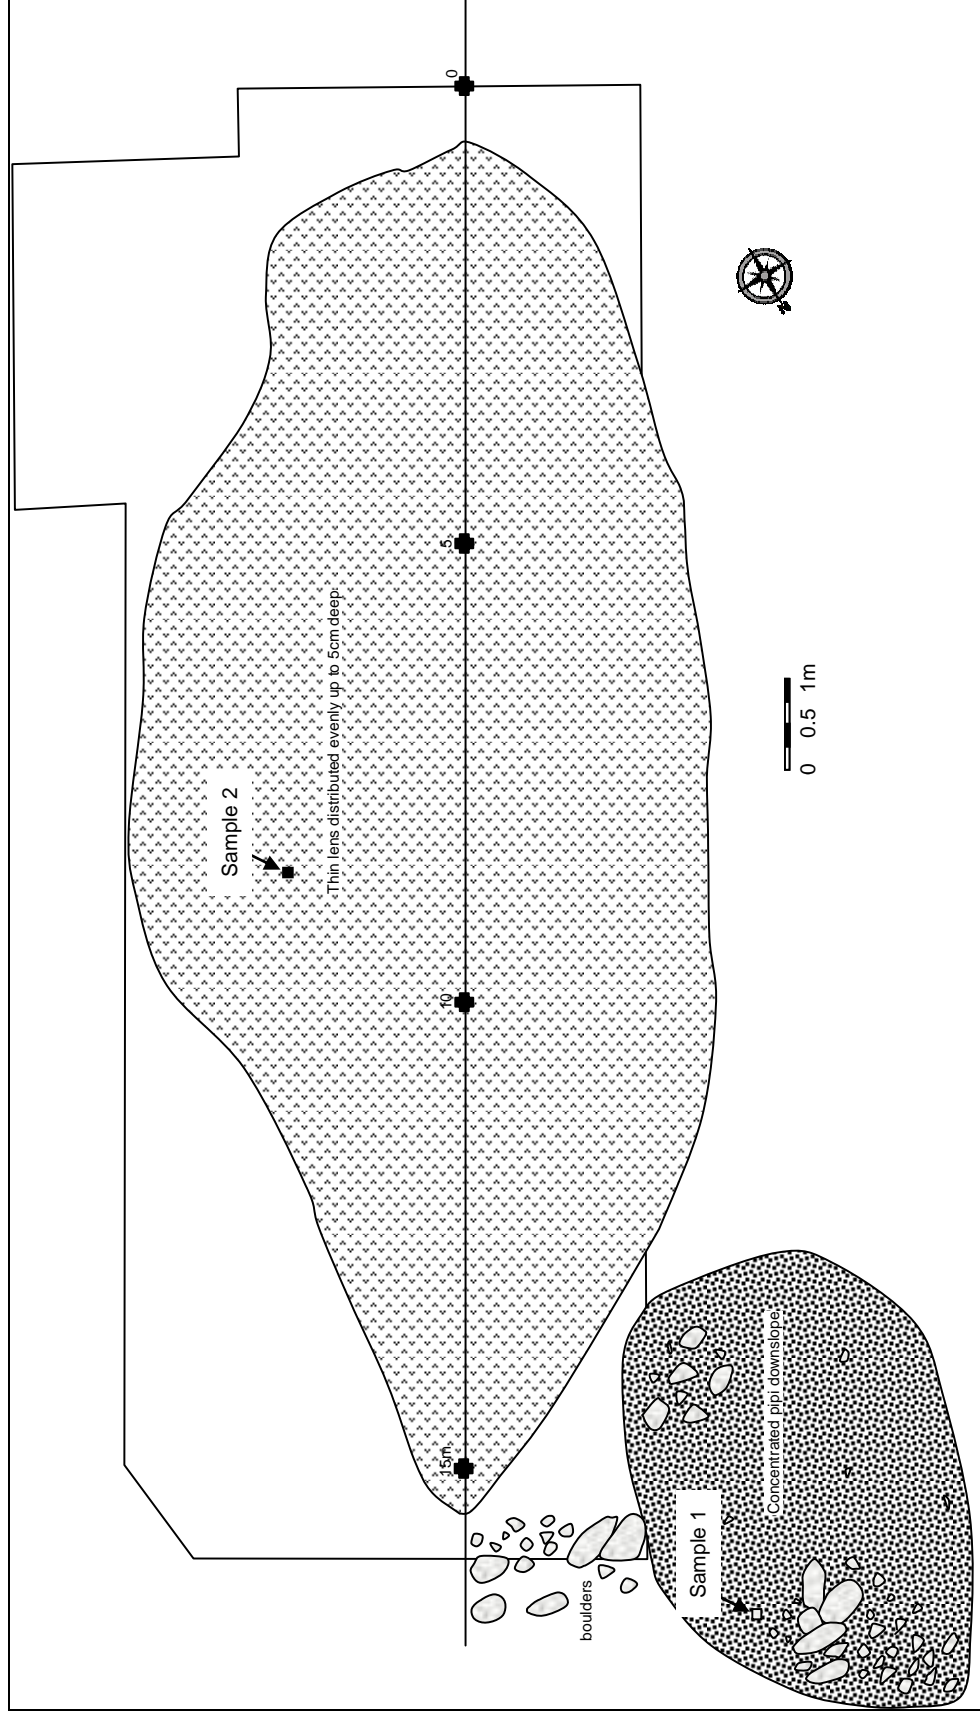 0
5
Thin lens distributed evenly up to 5cm deep
Sample 2
0 0.5 1m
10
15m
Concentrated pipi downslope
Sample 1
boulders